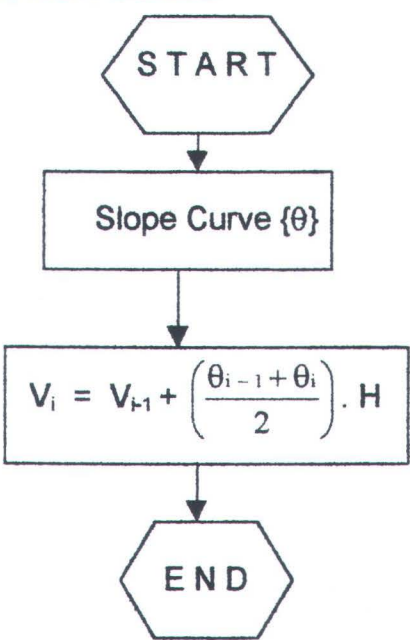 START
Slope Curve {θ}
Vᵢ = Vᵢ₋₁ + ((θᵢ₋₁ + θᵢ) / 2) . H
END